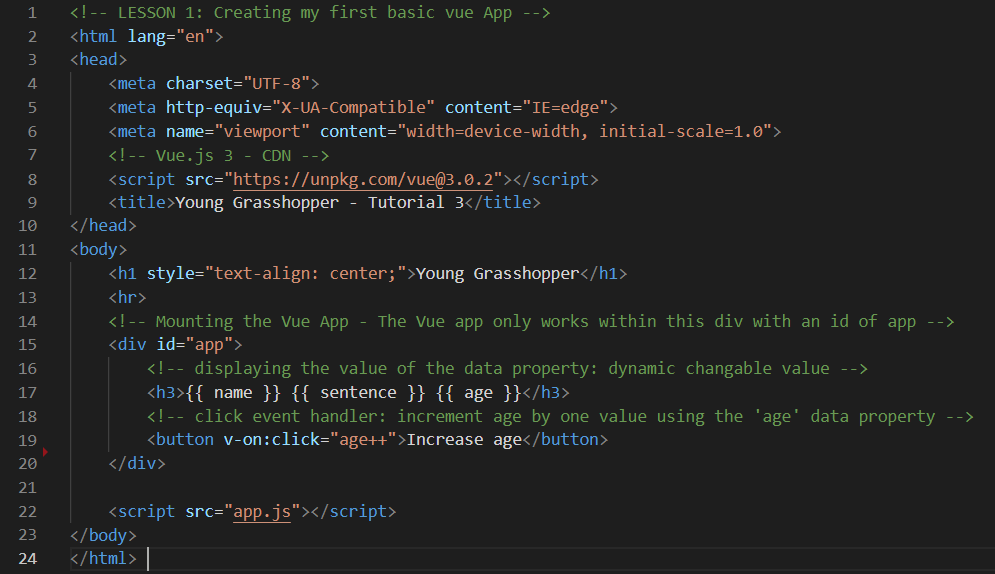 1 <!-- LESSON 1: Creating my first basic vue App -->
2 <html lang="en">
3 <head>
4     <meta charset="UTF-8">
5     <meta http-equiv="X-UA-Compatible" content="IE=edge">
6     <meta name="viewport" content="width=device-width, initial-scale=1.0">
7     <!-- Vue.js 3 - CDN -->
8     <script src="https://unpkg.com/vue@3.0.2"></script>
9     <title>Young Grasshopper - Tutorial 3</title>
10 </head>
11 <body>
12     <h1 style="text-align: center;">Young Grasshopper</h1>
13     <hr>
14     <!-- Mounting the Vue App - The Vue app only works within this div with an id of app -->
15     <div id="app">
16         <!-- displaying the value of the data property: dynamic changable value -->
17         <h3>{{ name }} {{ sentence }} {{ age }}</h3>
18         <!-- click event handler: increment age by one value using the 'age' data property -->
19         <button v-on:click="age++">Increase age</button>
20     </div>
21
22     <script src="app.js"></script>
23 </body>
24 </html>